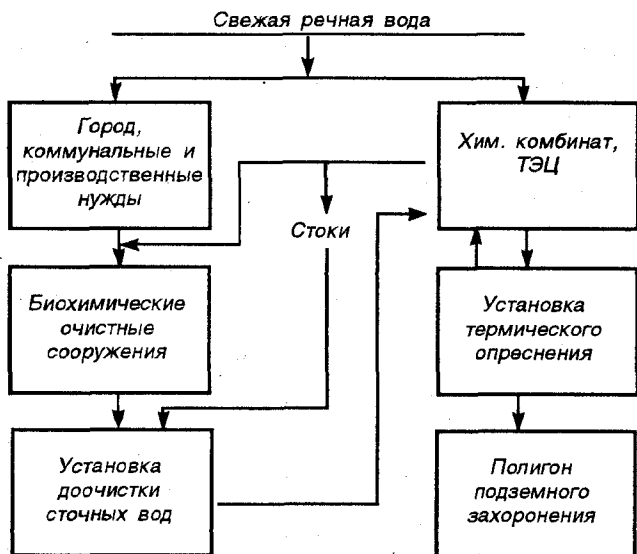 Свежая речная вода
Город,
коммунальные и
производственные
нужды
Хим. комбинат,
ТЭЦ
Стоки
Биохимические
очистные
сооружения
Установка
термического
опреснения
Установка
доочистки
сточных вод
Полигон
подземного
захоронения